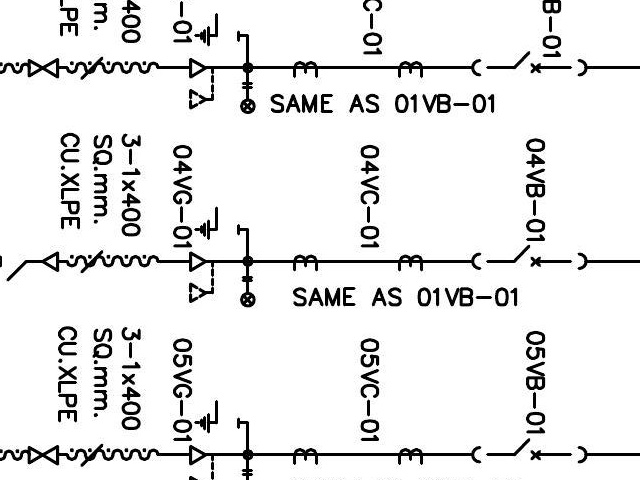 400
m.
LPE
-01
C-01
B-01
SAME AS 01VB-01
3-1x400
SQ.mm.
CU.XLPE
04VG-01
04VC-01
04VB-01
SAME AS 01VB-01
3-1x400
SQ.mm.
CU.XLPE
05VG-01
05VC-01
05VB-01